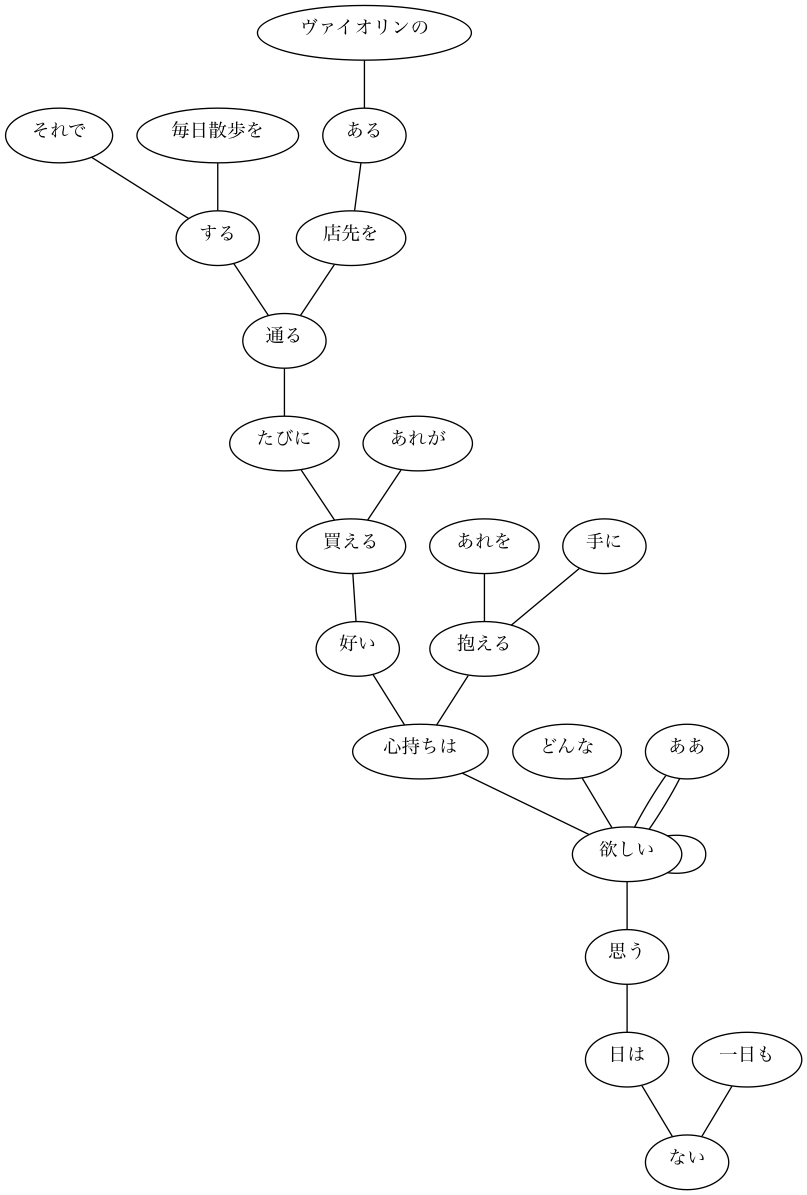 ヴァイオリンの
それで
毎日散歩を
ある
する
店先を
通る
たびに
あれが
買える
あれを
手に
好い
抱える
心持ちは
どんな
ああ
欲しい
思う
日は
一日も
ない